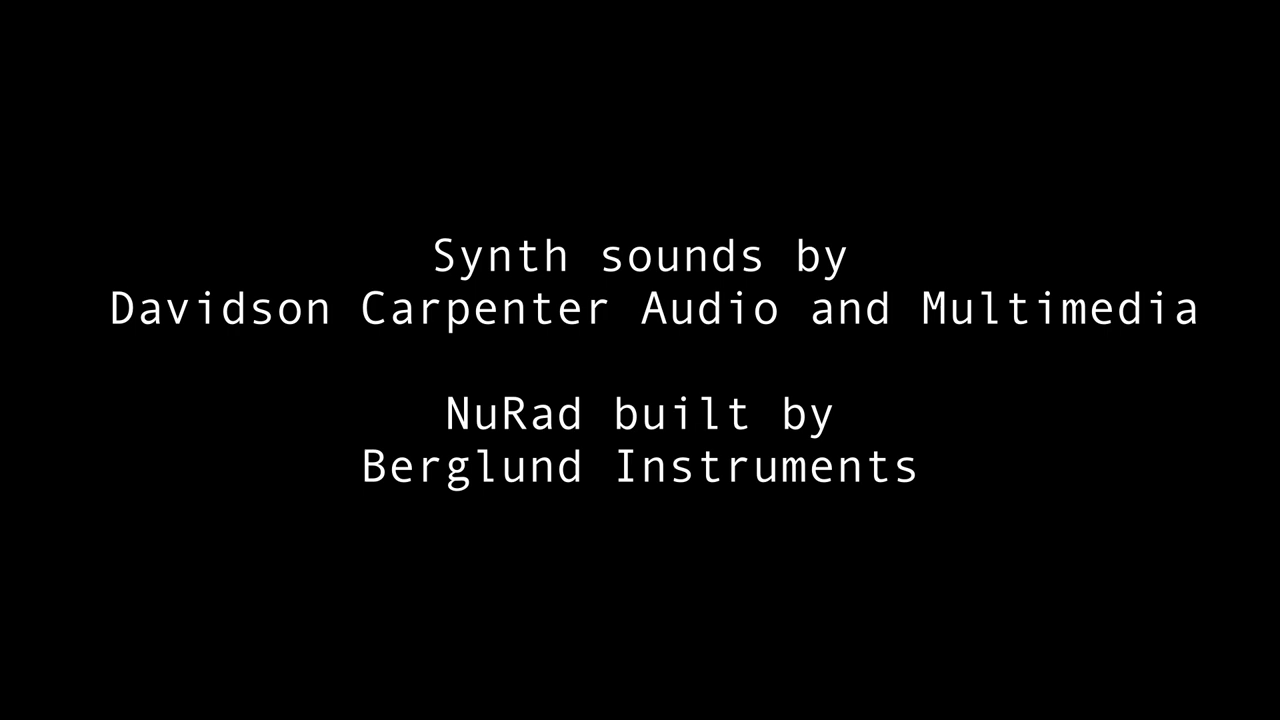 Synth sounds by
Davidson Carpenter Audio and Multimedia
NuRad built by
Berglund Instruments